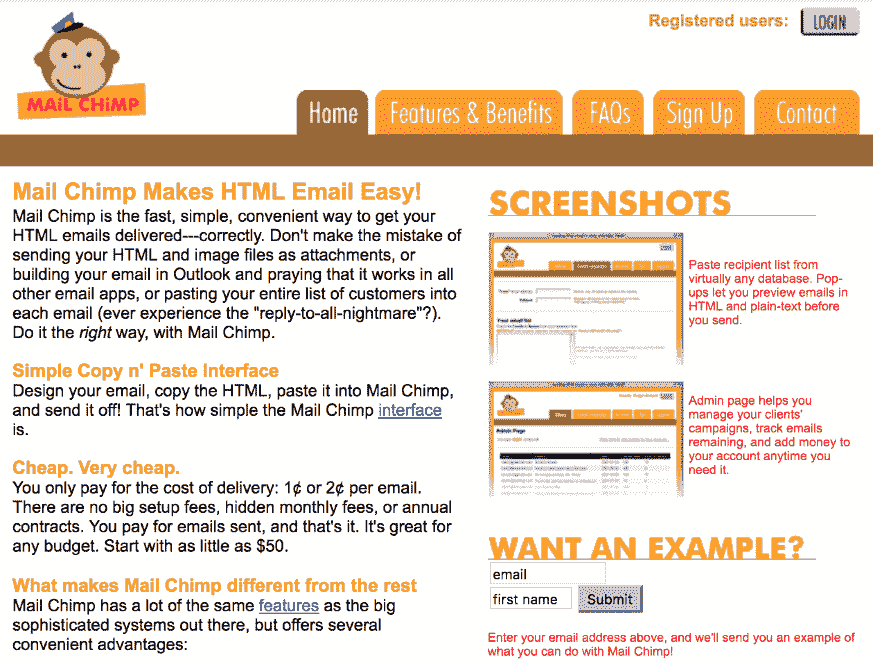 Registered users:
LOGIN
MAiL CHiMP
Home
Features & Benefits
FAQs
Sign Up
Contact
Mail Chimp Makes HTML Email Easy!
Mail Chimp is the fast, simple, convenient way to get your
HTML emails delivered---correctly. Don't make the mistake of
sending your HTML and image files as attachments, or
building your email in Outlook and praying that it works in all
other email apps, or pasting your entire list of customers into
each email (ever experience the "reply-to-all-nightmare"?).
Do it the right way, with Mail Chimp.
Simple Copy n' Paste Interface
Design your email, copy the HTML, paste it into Mail Chimp,
and send it off! That's how simple the Mail Chimp interface
is.
Cheap. Very cheap.
You only pay for the cost of delivery: 1¢ or 2¢ per email.
There are no big setup fees, hidden monthly fees, or annual
contracts. You pay for emails sent, and that's it. It's great for
any budget. Start with as little as $50.
What makes Mail Chimp different from the rest
Mail Chimp has a lot of the same features as the big
sophisticated systems out there, but offers several
convenient advantages:
SCREENSHOTS
Paste recipient list from
virtually any database. Pop-
ups let you preview emails in
HTML and plain-text before
you send.
Admin page helps you
manage your clients'
campaigns, track emails
remaining, and add money to
your account anytime you
need it.
WANT AN EXAMPLE?
email
first name
Submit
Enter your email address above, and we'll send you an example of
what you can do with Mail Chimp!